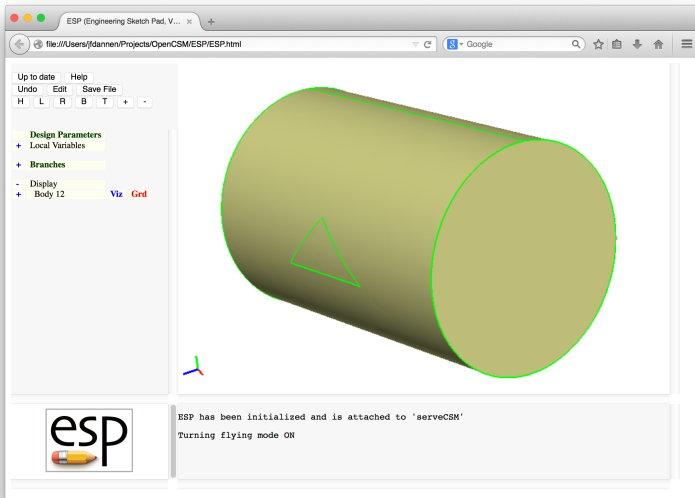 ESP (Engineering Sketch Pad, V...
file:///Users/jfdannen/Projects/OpenCSM/ESP/ESP.html
Google
Up to date Help
Undo Edit Save File
H L R B T + -
Design Parameters
+ Local Variables
+ Branches
- Display
+ Body 12 Viz Grd
esp
ESP has been initialized and is attached to 'serveCSM'
Turning flying mode ON